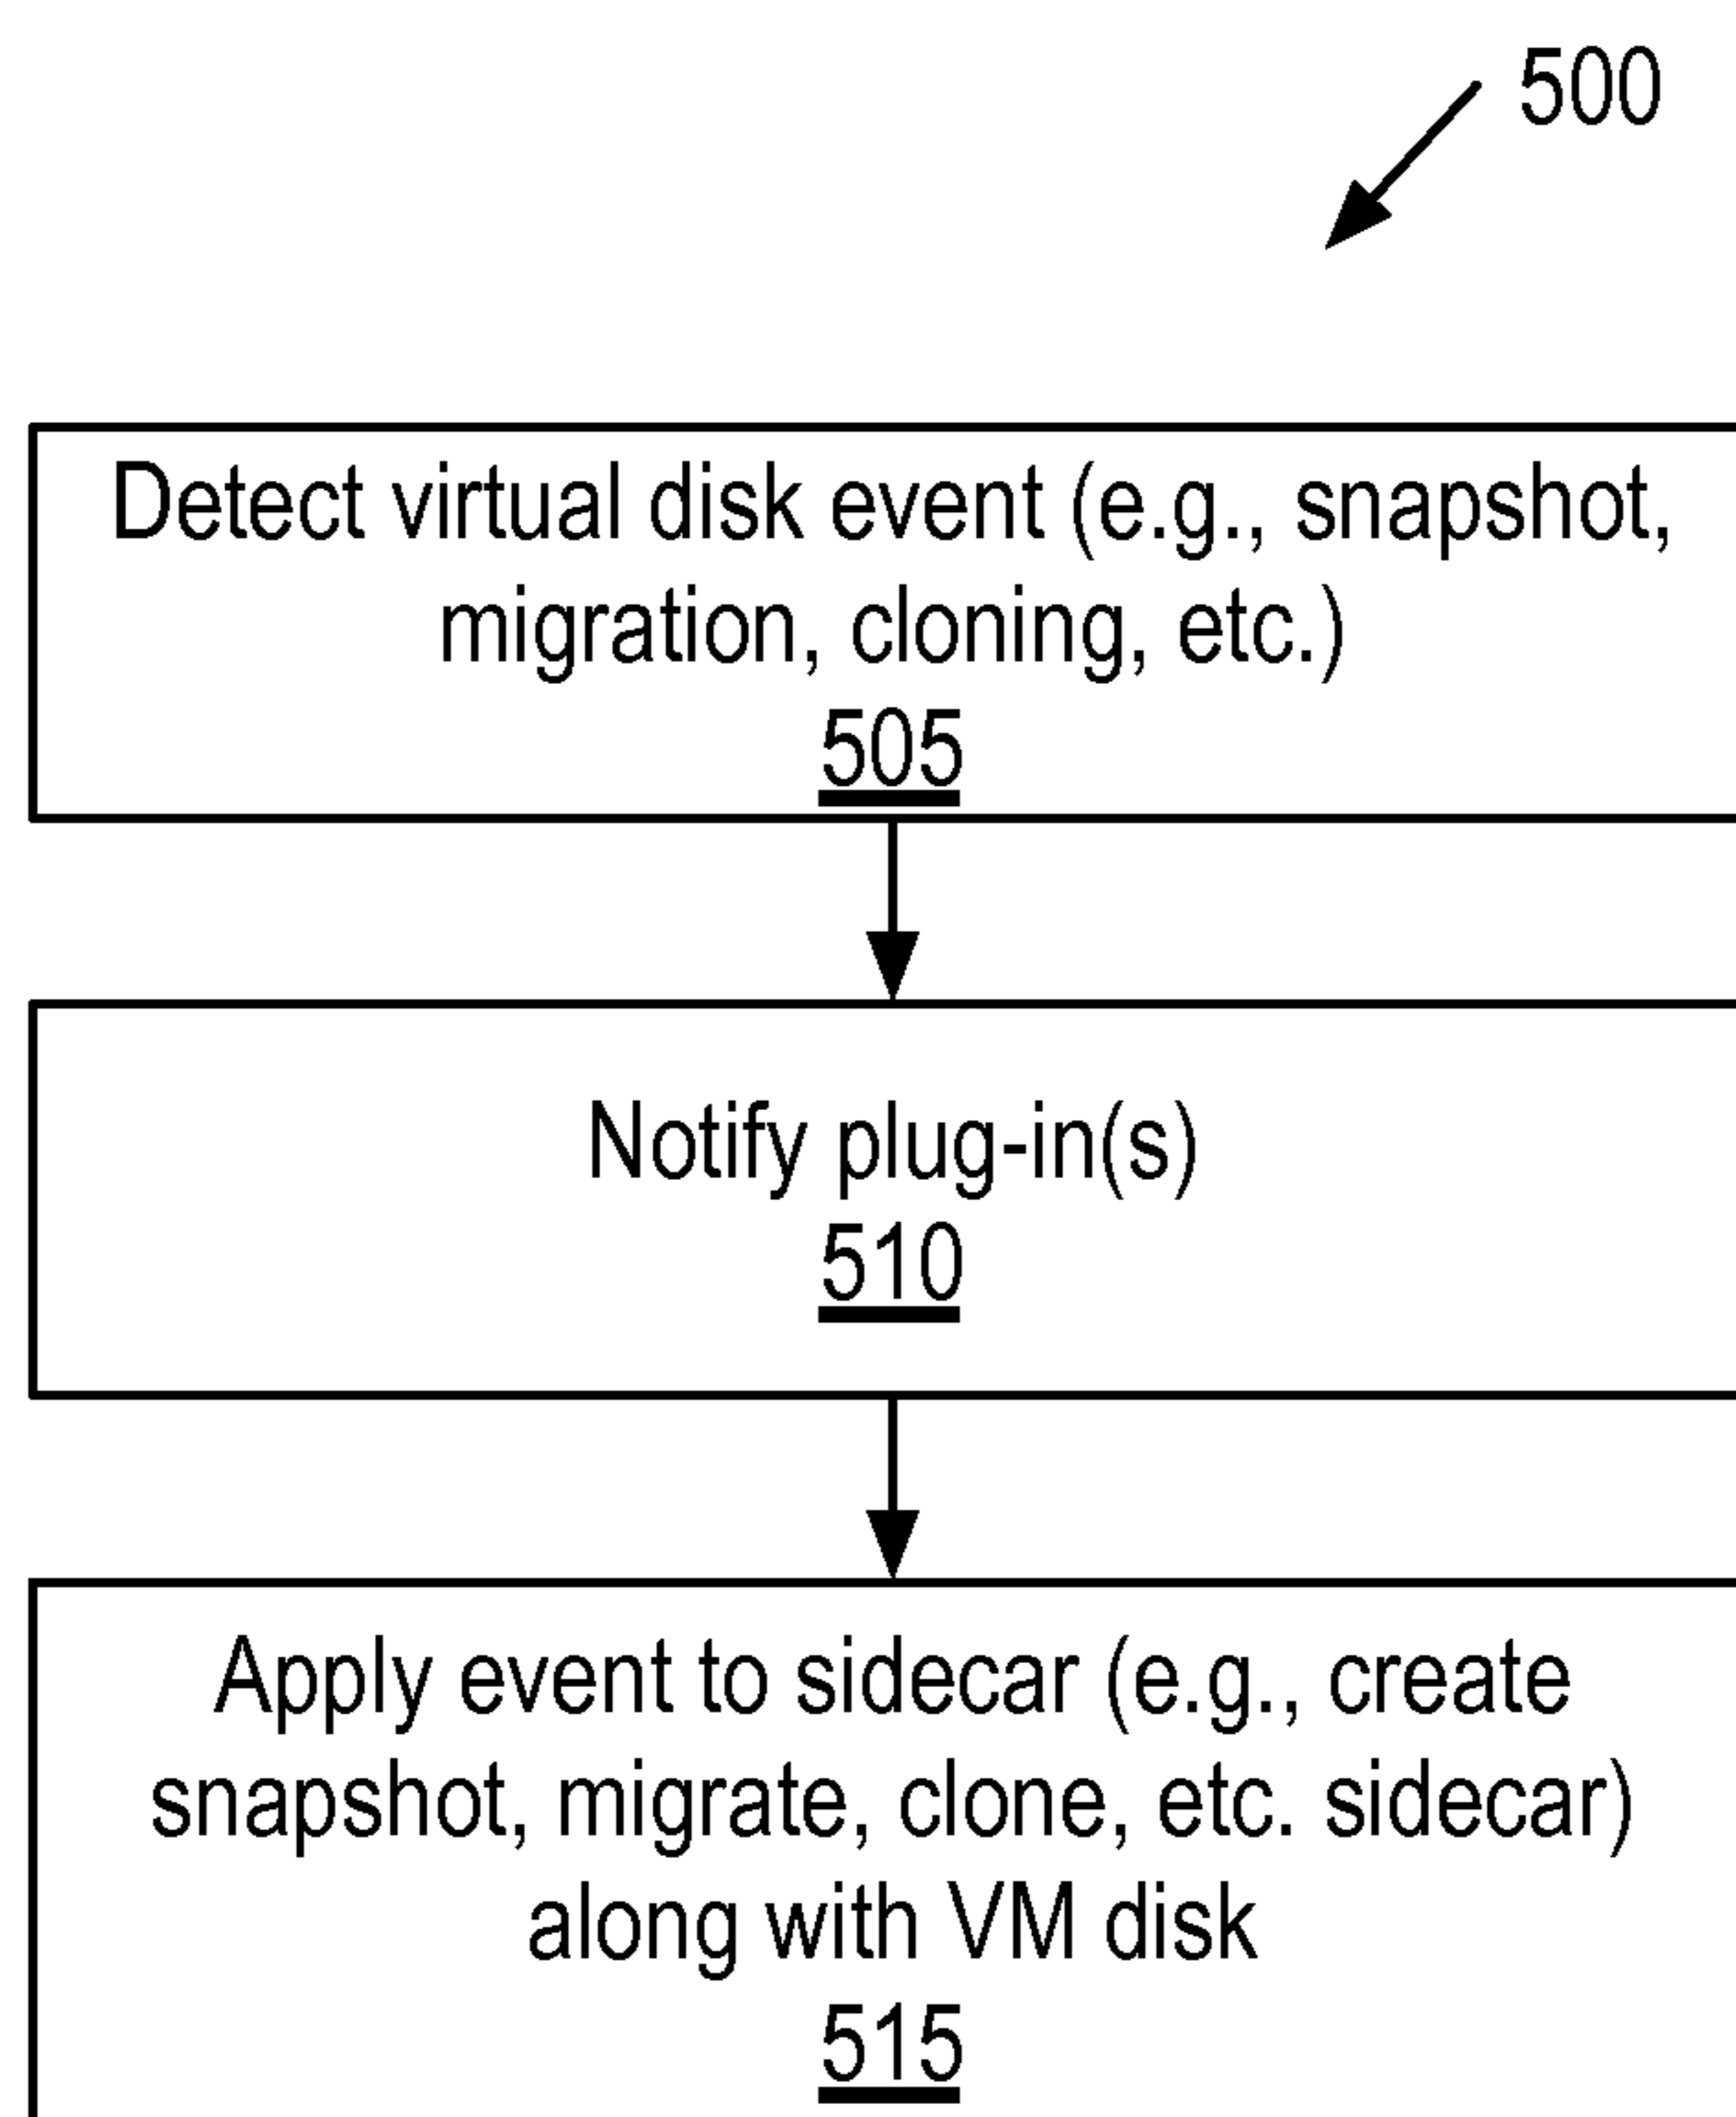 500
Detect virtual disk event (e.g., snapshot,
migration, cloning, etc.)
505
Notify plug-in(s)
510
Apply event to sidecar (e.g., create
snapshot, migrate, clone, etc. sidecar)
along with VM disk
515